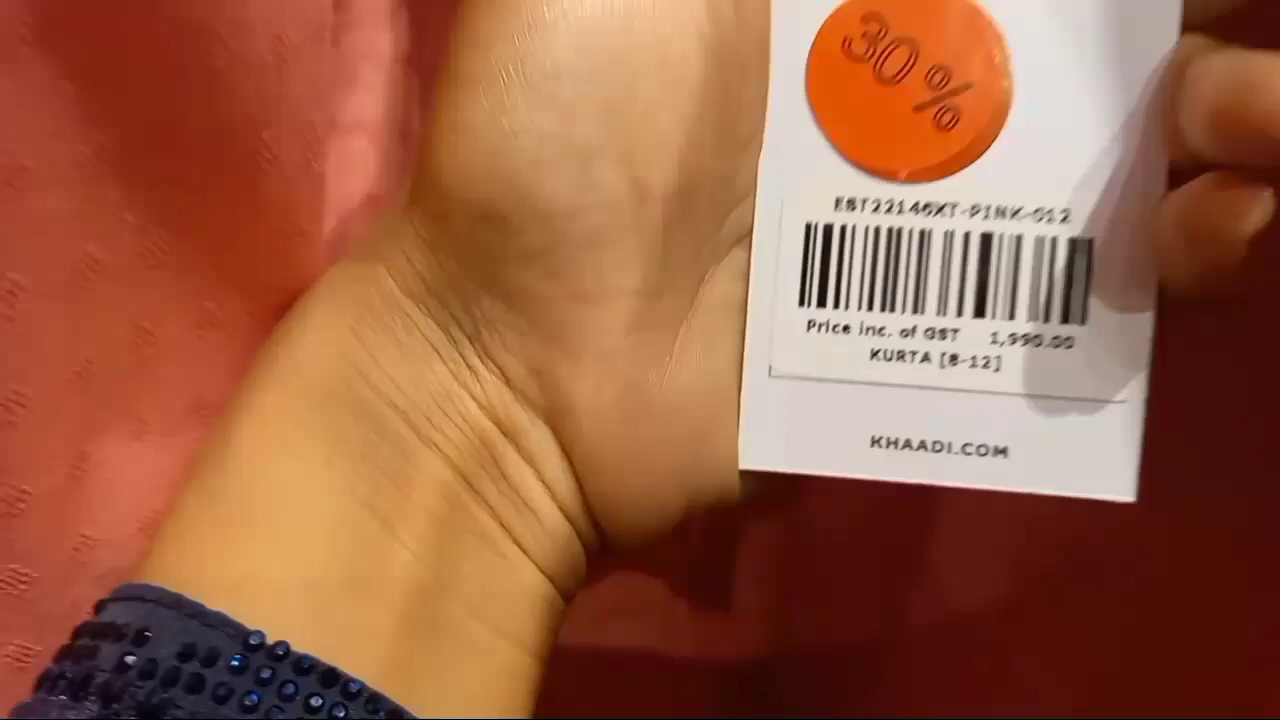 30%
EST22146XT-PINK-012
Price inc. of GST 1,990.00
KURTA [8-12]
KHAADI.COM